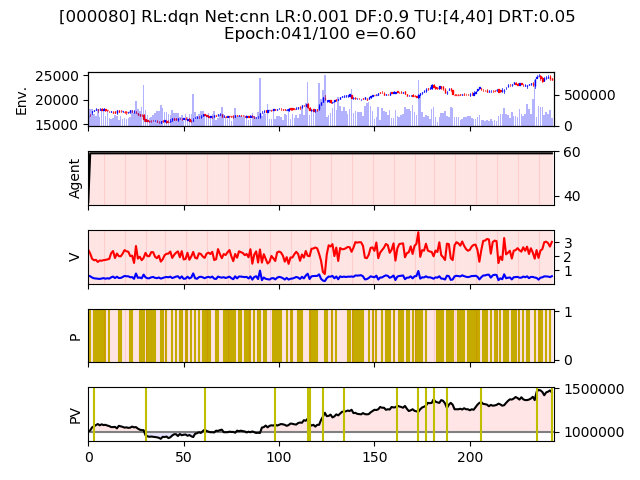 [000080] RL:dqn Net:cnn LR:0.001 DF:0.9 TU:[4,40] DRT:0.05
Epoch:041/100 e=0.60
Env.
25000
20000
15000
500000
0
Agent
60
40
V
3
2
1
P
1
0
PV
1500000
1000000
0 50 100 150 200